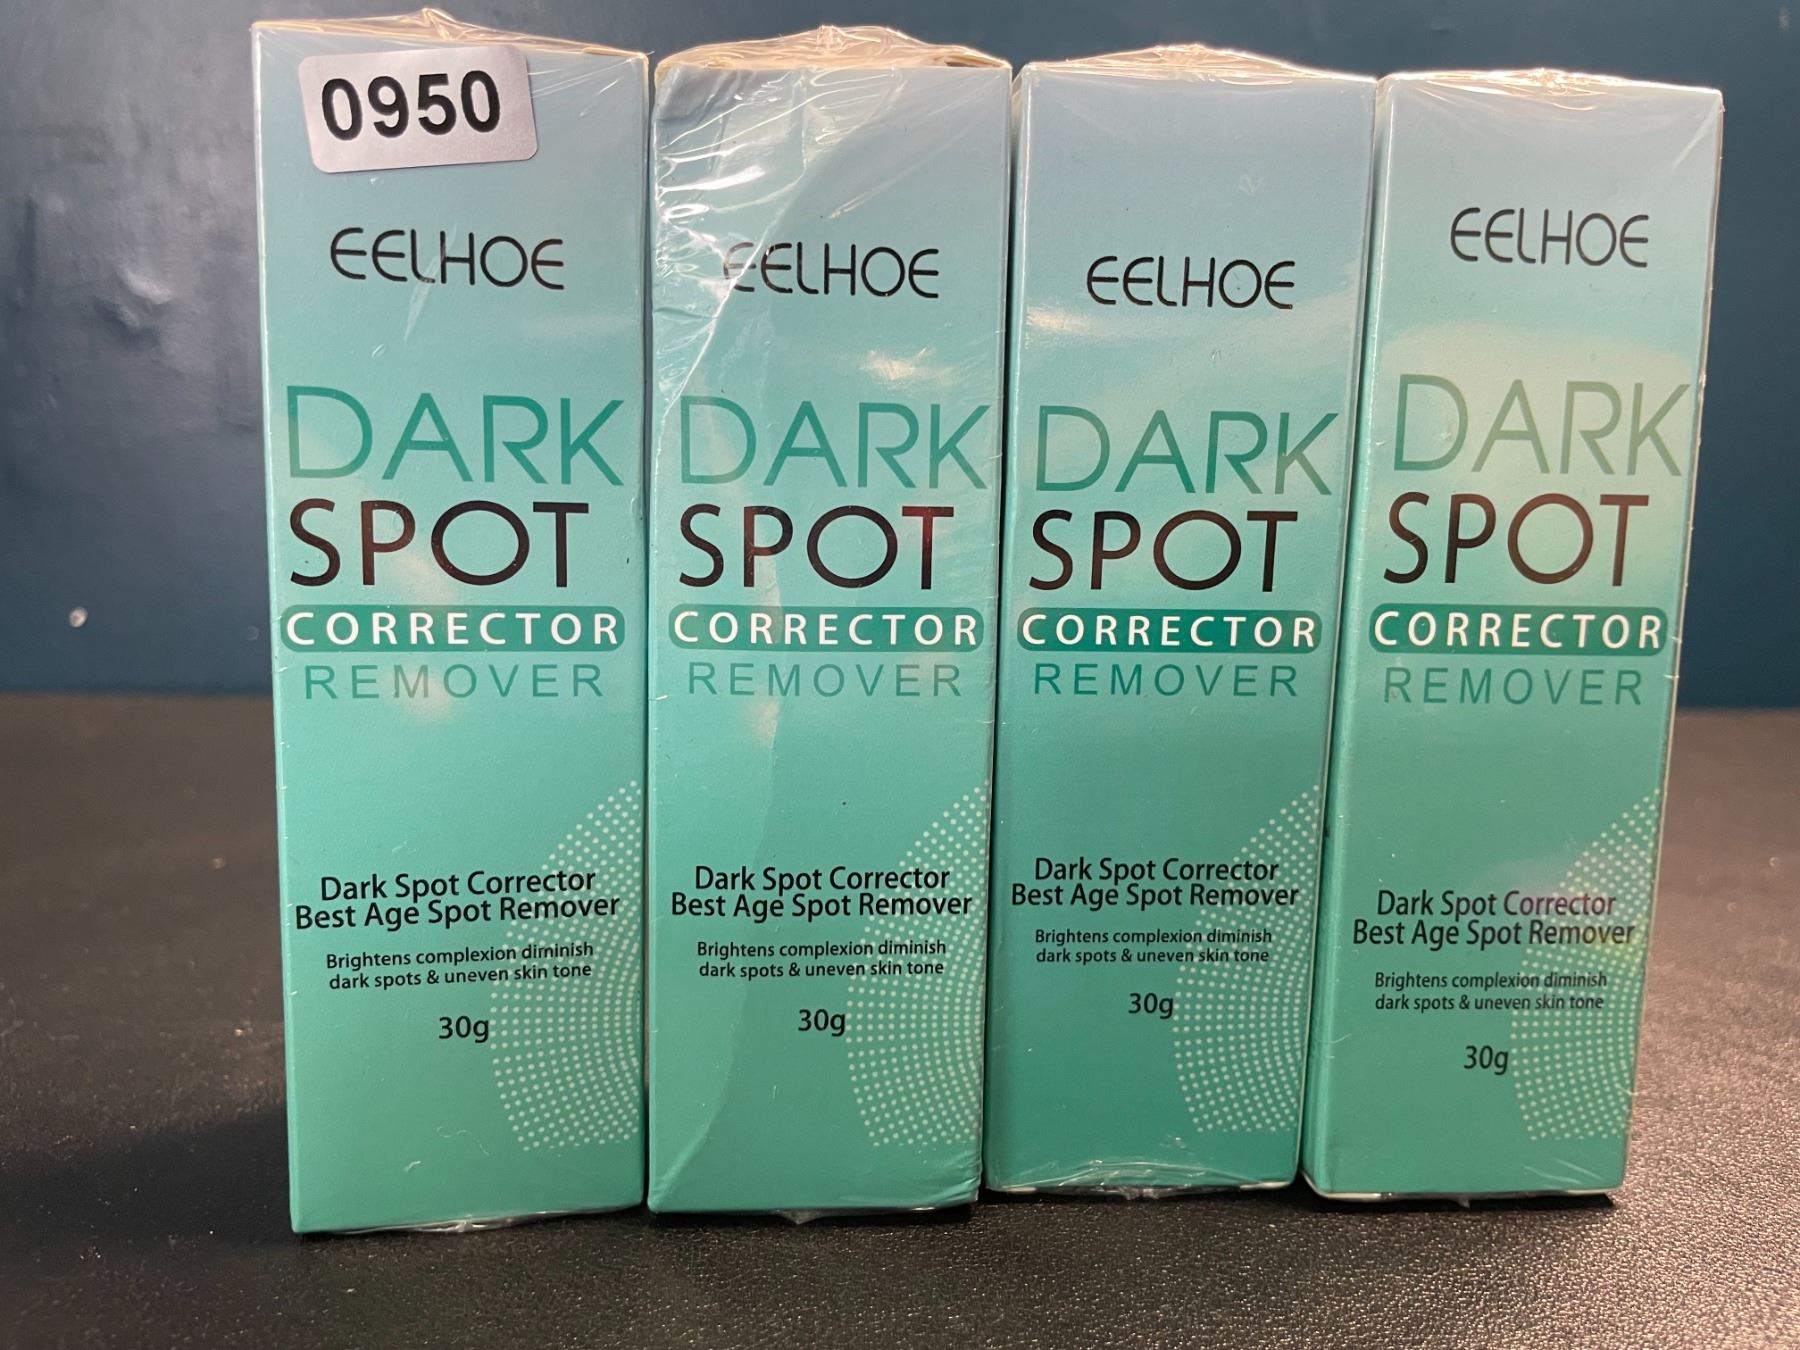 0950
EELHOE
DARK
SPOT
CORRECTOR
REMOVER
Dark Spot Corrector
Best Age Spot Remover
Brightens complexion diminish
dark spots & uneven skin tone
30g
EELHOE
DARK
SPOT
CORRECTOR
REMOVER
Dark Spot Corrector
Best Age Spot Remover
Brightens complexion diminish
dark spots & uneven skin tone
30g
EELHOE
DARK
SPOT
CORRECTOR
REMOVER
Dark Spot Corrector
Best Age Spot Remover
Brightens complexion diminish
dark spots & uneven skin tone
30g
EELHOE
DARK
SPOT
CORRECTOR
REMOVER
Dark Spot Corrector
Best Age Spot Remover
Brightens complexion diminish
dark spots & uneven skin tone
30g